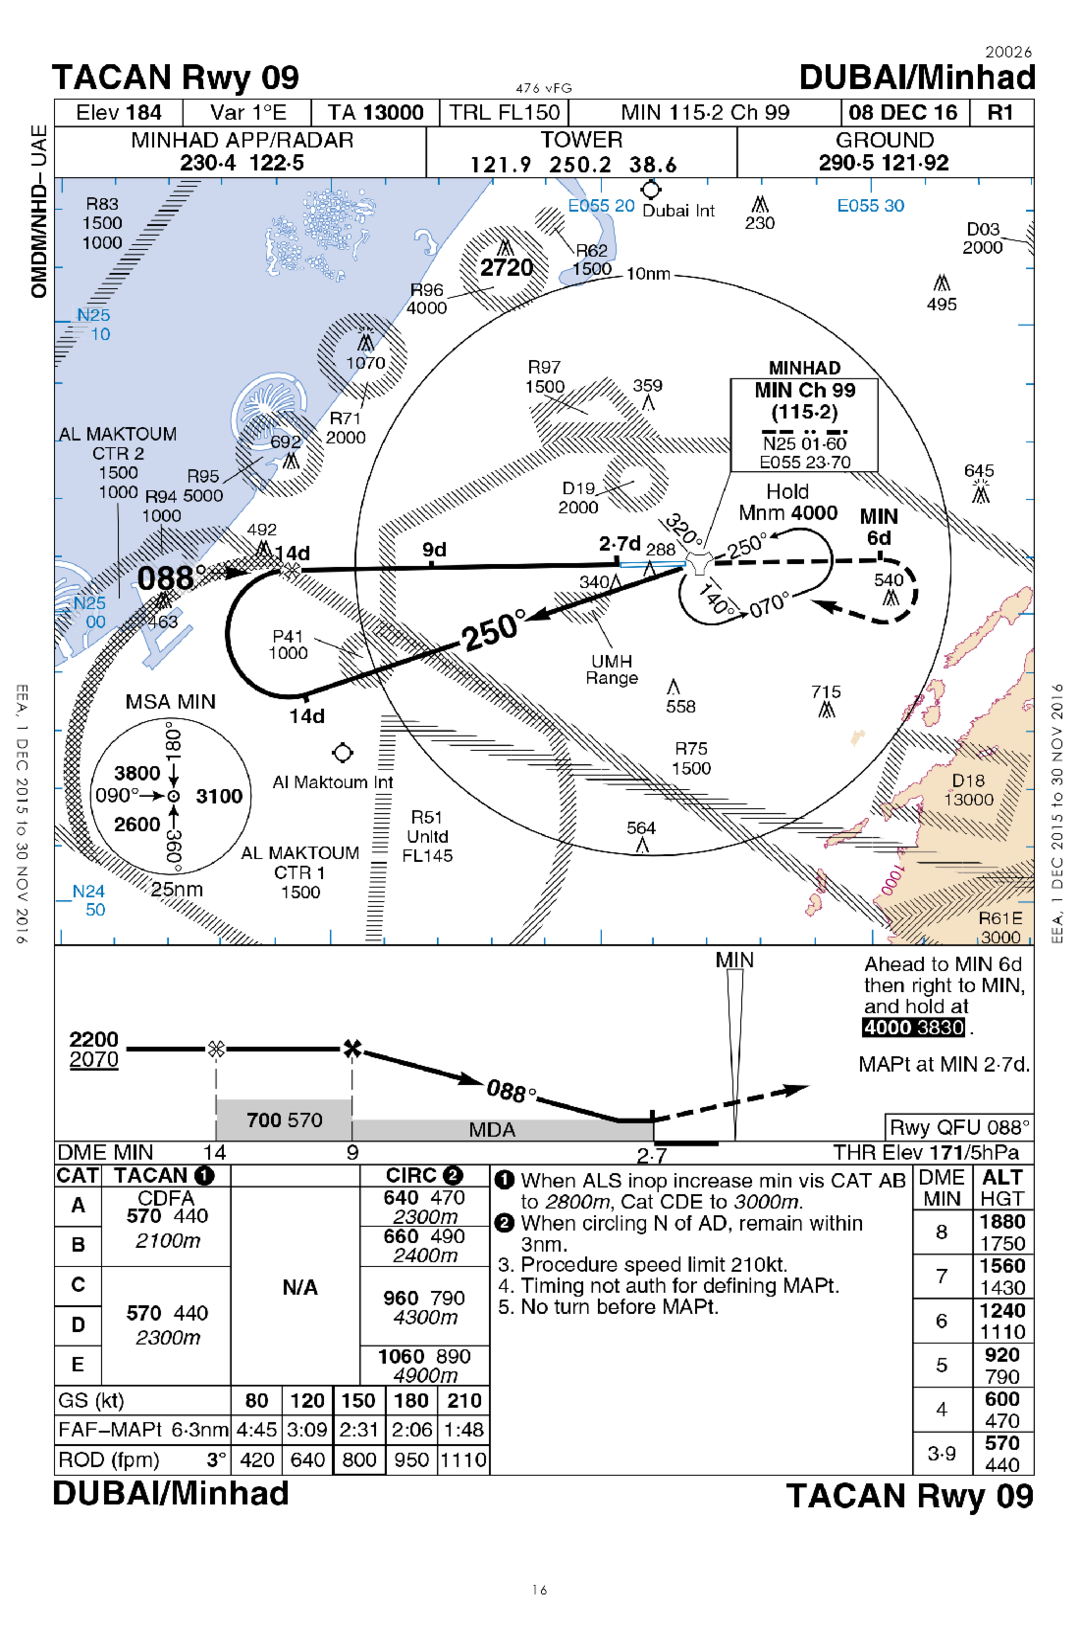 20026
TACAN Rwy 09
476 vFG
DUBAI/Minhad
Elev 184
Var 1°E
TA 13000
TRL FL150
MIN 115·2 Ch 99
08 DEC 16
R1
MINHAD APP/RADAR
230·4 122·5
TOWER
121.9 250.2 38.6
GROUND
290·5 121·92
OMDM/NHD– UAE
R83
1500
1000
E055 20
Dubai Int
230
E055 30
D03
2000
R62
1500
10nm
2720
R96
4000
495
N25
10
1070
R71
2000
R97
1500
359
MINHAD
MIN Ch 99
(115·2)
N25 01·60
E055 23·70
AL MAKTOUM
CTR 2
1500
1000
692
R95
5000
R94
1000
D19
2000
645
Hold
Mnm 4000
MIN
6d
492
14d
9d
2·7d
288
320°
250°
088°
340
140°
070°
540
N25
00
463
250°
P41
1000
UMH
Range
14d
558
715
MSA MIN
180°
3800
090°
3100
2600
360°
25nm
Al Maktoum Int
R75
1500
D18
13000
R51
Unltd
FL145
564
AL MAKTOUM
CTR 1
1500
1000
N24
50
R61E
3000
EEA, 1 DEC 2015 to 30 NOV 2016
EEA, 1 DEC 2015 to 30 NOV 2016
MIN
Ahead to MIN 6d
then right to MIN,
and hold at
4000 3830 .
MAPt at MIN 2·7d.
2200
2070
088°
700 570
MDA
Rwy QFU 088°
DME MIN
14
9
2·7
THR Elev 171/5hPa
CAT
TACAN 1
CIRC 2
A
B
C
D
E
CDFA
570 440
2100m
570 440
2300m
N/A
640 470
2300m
660 490
2400m
960 790
4300m
1060 890
4900m
1 When ALS inop increase min vis CAT AB
to 2800m, Cat CDE to 3000m.
2 When circling N of AD, remain within
3nm.
3. Procedure speed limit 210kt.
4. Timing not auth for defining MAPt.
5. No turn before MAPt.
DME
MIN
ALT
HGT
8
1880
1750
7
1560
1430
6
1240
1110
5
920
790
4
600
470
3·9
570
440
GS (kt) 80 120 150 180 210
FAF–MAPt 6·3nm 4:45 3:09 2:31 2:06 1:48
ROD (fpm) 3° 420 640 800 950 1110
DUBAI/Minhad
TACAN Rwy 09
16